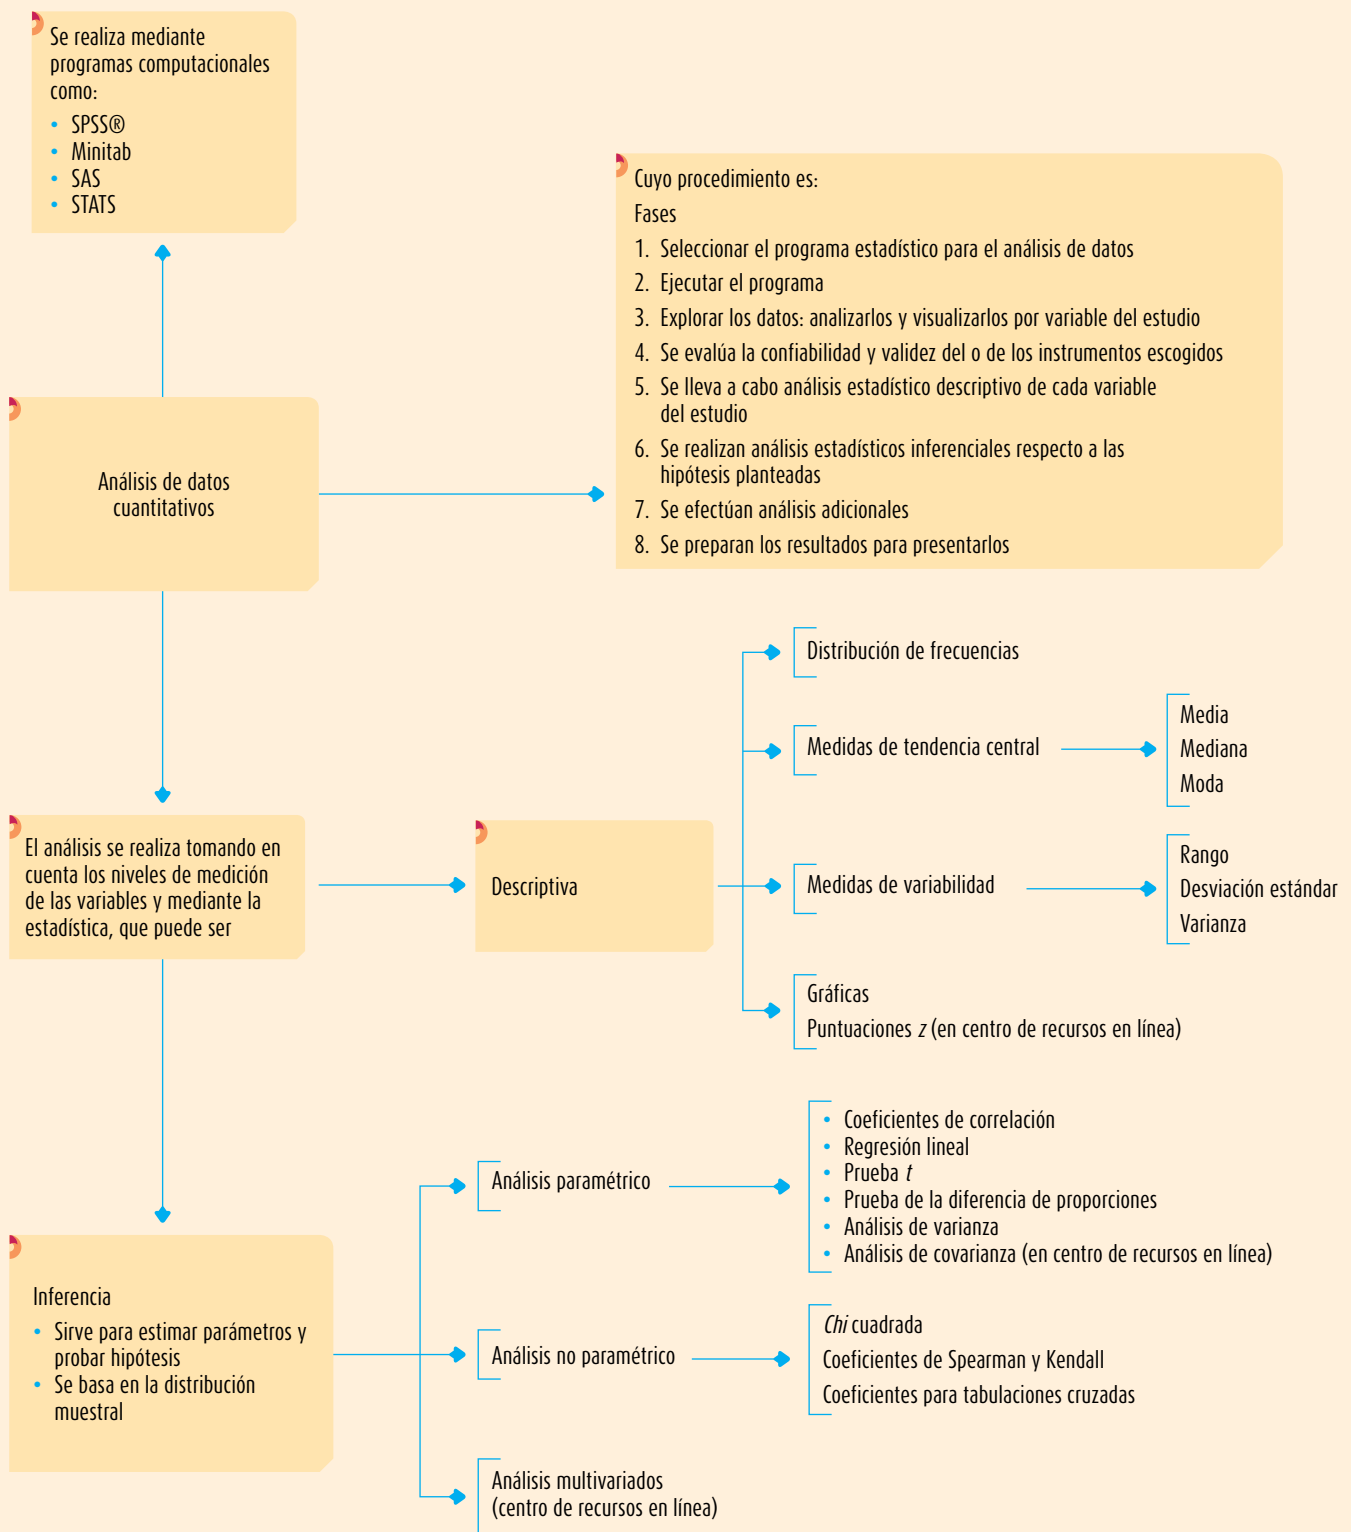 Se realiza mediante
programas computacionales
como:
• SPSS®
• Minitab
• SAS
• STATS
Cuyo procedimiento es:
Fases
1. Seleccionar el programa estadístico para el análisis de datos
2. Ejecutar el programa
3. Explorar los datos: analizarlos y visualizarlos por variable del estudio
4. Se evalúa la confiabilidad y validez del o de los instrumentos escogidos
5. Se lleva a cabo análisis estadístico descriptivo de cada variable
del estudio
6. Se realizan análisis estadísticos inferenciales respecto a las
hipótesis planteadas
7. Se efectúan análisis adicionales
8. Se preparan los resultados para presentarlos
Análisis de datos
cuantitativos
El análisis se realiza tomando en
cuenta los niveles de medición
de las variables y mediante la
estadística, que puede ser
Descriptiva
Distribución de frecuencias
Medidas de tendencia central
Media
Mediana
Moda
Medidas de variabilidad
Rango
Desviación estándar
Varianza
Gráficas
Puntuaciones z (en centro de recursos en línea)
Inferencia
• Sirve para estimar parámetros y
probar hipótesis
• Se basa en la distribución
muestral
Análisis paramétrico
• Coeficientes de correlación
• Regresión lineal
• Prueba t
• Prueba de la diferencia de proporciones
• Análisis de varianza
• Análisis de covarianza (en centro de recursos en línea)
Análisis no paramétrico
Chi cuadrada
Coeficientes de Spearman y Kendall
Coeficientes para tabulaciones cruzadas
Análisis multivariados
(centro de recursos en línea)